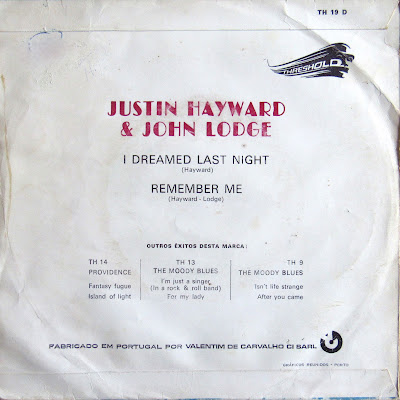 TH 19 D
THRESHOLD
JUSTIN HAYWARD
& JOHN LODGE
I DREAMED LAST NIGHT
(Hayward)
REMEMBER ME
(Hayward - Lodge)
OUTROS ÊXITOS DESTA MARCA:
TH 14
PROVIDENCE
Fantasy fugue
Island of light
TH 13
THE MOODY BLUES
I'm just a singer
(In a rock & roll band)
For my lady
TH 9
THE MOODY BLUES
Isn't life strange
After you came
FABRICADO EM PORTUGAL POR VALENTIM DE CARVALHO CI SARL
GRÁFICOS REUNIDOS - PORTO